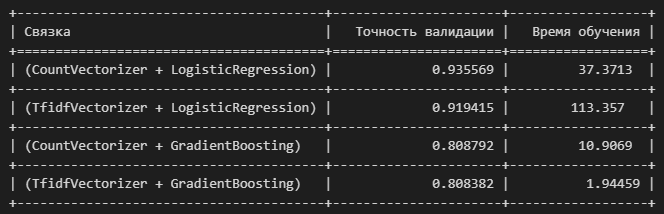 Связка Точность валидации Время обучения
(CountVectorizer + LogisticRegression) 0.935569 37.3713
(TfidfVectorizer + LogisticRegression) 0.919415 113.357
(CountVectorizer + GradientBoosting) 0.808792 10.9069
(TfidfVectorizer + GradientBoosting) 0.808382 1.94459